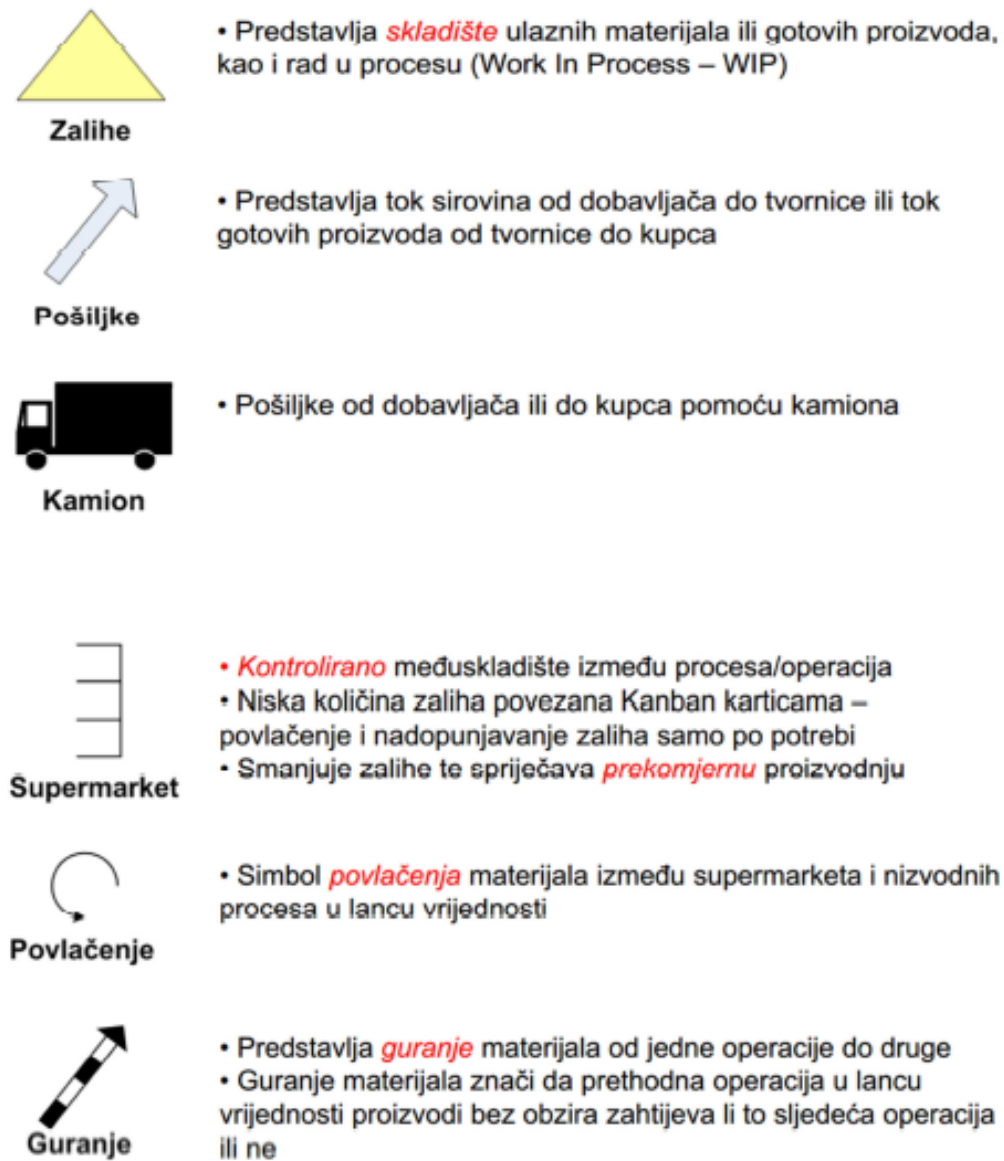 • Predstavlja skladište ulaznih materijala ili gotovih proizvoda,
kao i rad u procesu (Work In Process – WIP)
Zalihe
• Predstavlja tok sirovina od dobavljača do tvornice ili tok
gotovih proizvoda od tvornice do kupca
Pošiljke
• Pošiljke od dobavljača ili do kupca pomoću kamiona
Kamion
• Kontrolirano međuskladište između procesa/operacija
• Niska količina zaliha povezana Kanban karticama –
povlačenje i nadopunjavanje zaliha samo po potrebi
• Smanjuje zalihe te spriječava prekomjernu proizvodnju
Supermarket
• Simbol povlačenja materijala između supermarketa i nizvodnih
procesa u lancu vrijednosti
Povlačenje
• Predstavlja guranje materijala od jedne operacije do druge
• Guranje materijala znači da prethodna operacija u lancu
vrijednosti proizvodi bez obzira zahtijeva li to sljedeća operacija
ili ne
Guranje